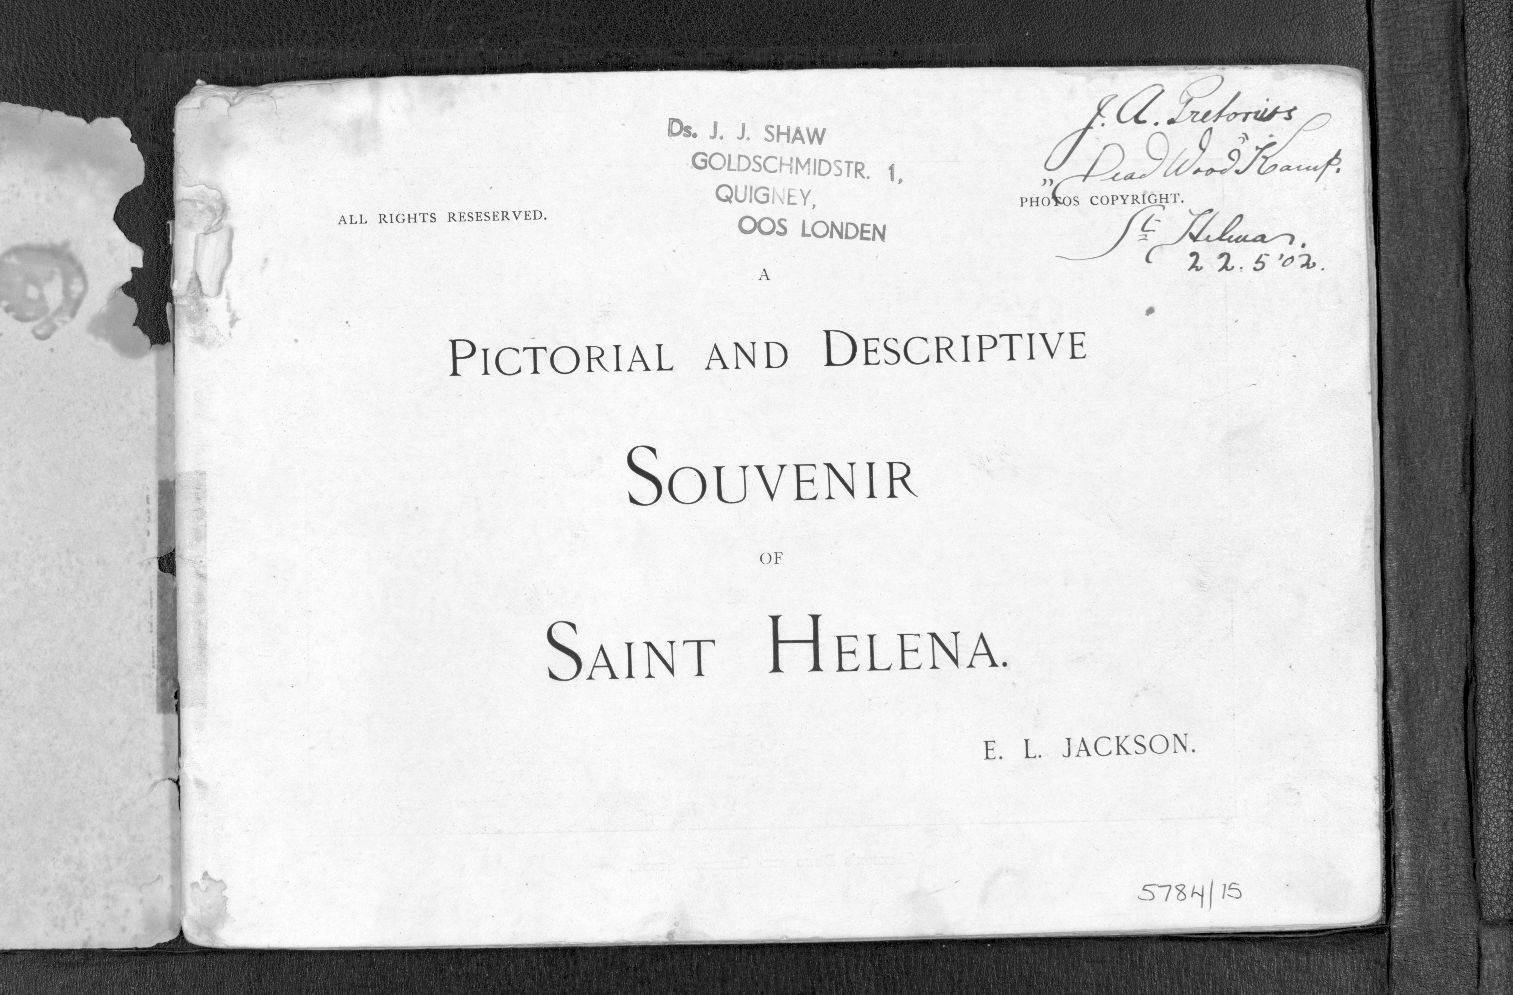 J. A. Pretorius
"Dead Wood" Kamp.
St Helena.
22.5'02.
Ds. J. J. SHAW
GOLDSCHMIDSTR. 1,
QUIGNEY,
OOS LONDEN
ALL RIGHTS RESESERVED.
PHOTOS COPYRIGHT.
A
PICTORIAL AND DESCRIPTIVE
SOUVENIR
OF
SAINT HELENA.
E. L. JACKSON.
5784/15